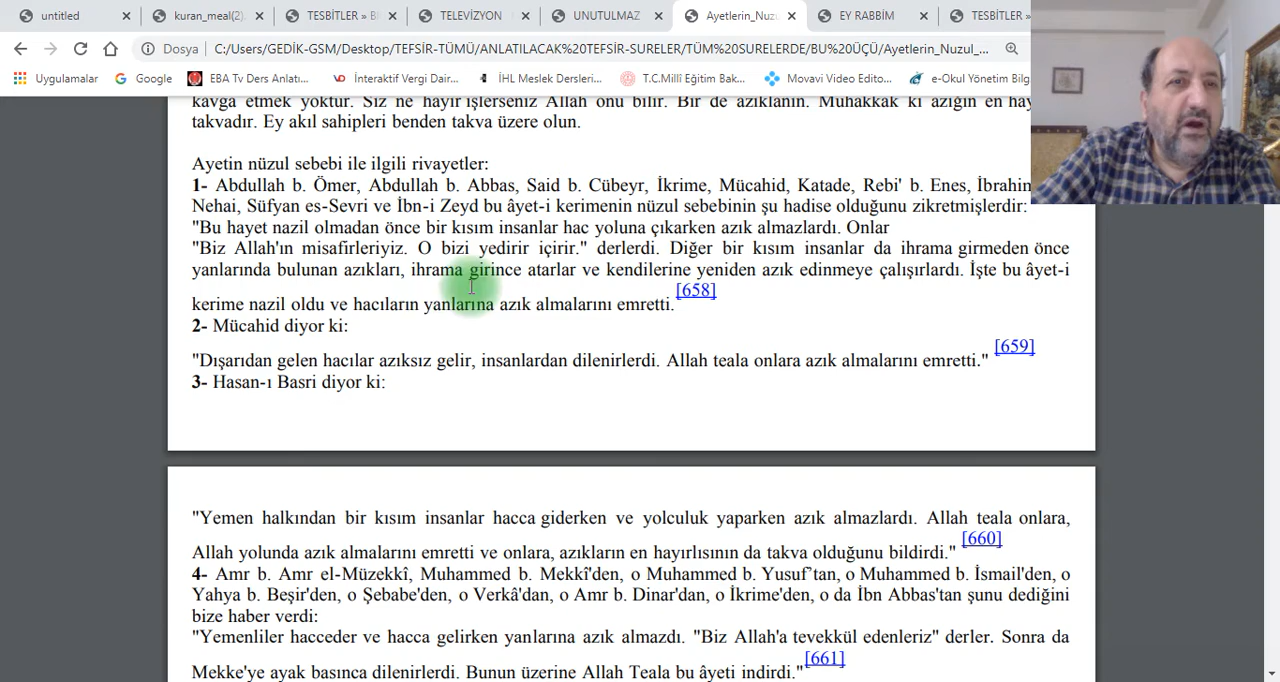 untitled
kuran_meal(2).
TESBİTLER » B
TELEVİZYON
UNUTULMAZ
Ayetlerin_Nuzu
EY RABBİM
TESBİTLER »
Dosya
C:/Users/GEDİK-GSM/Desktop/TEFSİR-TÜMÜ/ANLATILACAK%20TEFSİR-SURELER/TÜM%20SURELERDE/BU%20ÜÇÜ/Ayetlerin_Nuzul_...
Uygulamalar
Google
EBA Tv Ders Anlatı...
İnteraktif Vergi Dair...
İHL Meslek Dersleri...
T.C.Millî Eğitim Bak...
Movavi Video Edito...
e-Okul Yönetim Bilg
kavga etmek yoktur. Siz ne hayır işlerseniz Allah onu bilir. Bir de azıklanın. Muhakkak ki azığın en hay
takvadır. Ey akıl sahipleri benden takva üzere olun.
Ayetin nüzul sebebi ile ilgili rivayetler:
1- Abdullah b. Ömer, Abdullah b. Abbas, Said b. Cübeyr, İkrime, Mücahid, Katade, Rebi' b. Enes, İbrahim
Nehai, Süfyan es-Sevri ve İbn-i Zeyd bu âyet-i kerimenin nüzul sebebinin şu hadise olduğunu zikretmişlerdir:
"Bu hayet nazil olmadan önce bir kısım insanlar hac yoluna çıkarken azık almazlardı. Onlar
"Biz Allah'ın misafirleriyiz. O bizi yedirir içirir." derlerdi. Diğer bir kısım insanlar da ihrama girmeden önce
yanlarında bulunan azıkları, ihrama girince atarlar ve kendilerine yeniden azık edinmeye çalışırlardı. İşte bu âyet-i
kerime nazil oldu ve hacıların yanlarına azık almalarını emretti. [658]
2- Mücahid diyor ki:
"Dışarıdan gelen hacılar azıksız gelir, insanlardan dilenirlerdi. Allah teala onlara azık almalarını emretti." [659]
3- Hasan-ı Basri diyor ki:
"Yemen halkından bir kısım insanlar hacca giderken ve yolculuk yaparken azık almazlardı. Allah teala onlara,
Allah yolunda azık almalarını emretti ve onlara, azıkların en hayırlısının da takva olduğunu bildirdi." [660]
4- Amr b. Amr el-Müzekkî, Muhammed b. Mekkî'den, o Muhammed b. Yusuf'tan, o Muhammed b. İsmail'den, o
Yahya b. Beşir'den, o Şebabe'den, o Verkâ'dan, o Amr b. Dinar'dan, o İkrime'den, o da İbn Abbas'tan şunu dediğini
bize haber verdi:
"Yemenliler hacceder ve hacca gelirken yanlarına azık almazdı. "Biz Allah'a tevekkül edenleriz" derler. Sonra da
Mekke'ye ayak basınca dilenirlerdi. Bunun üzerine Allah Teala bu âyeti indirdi." [661]